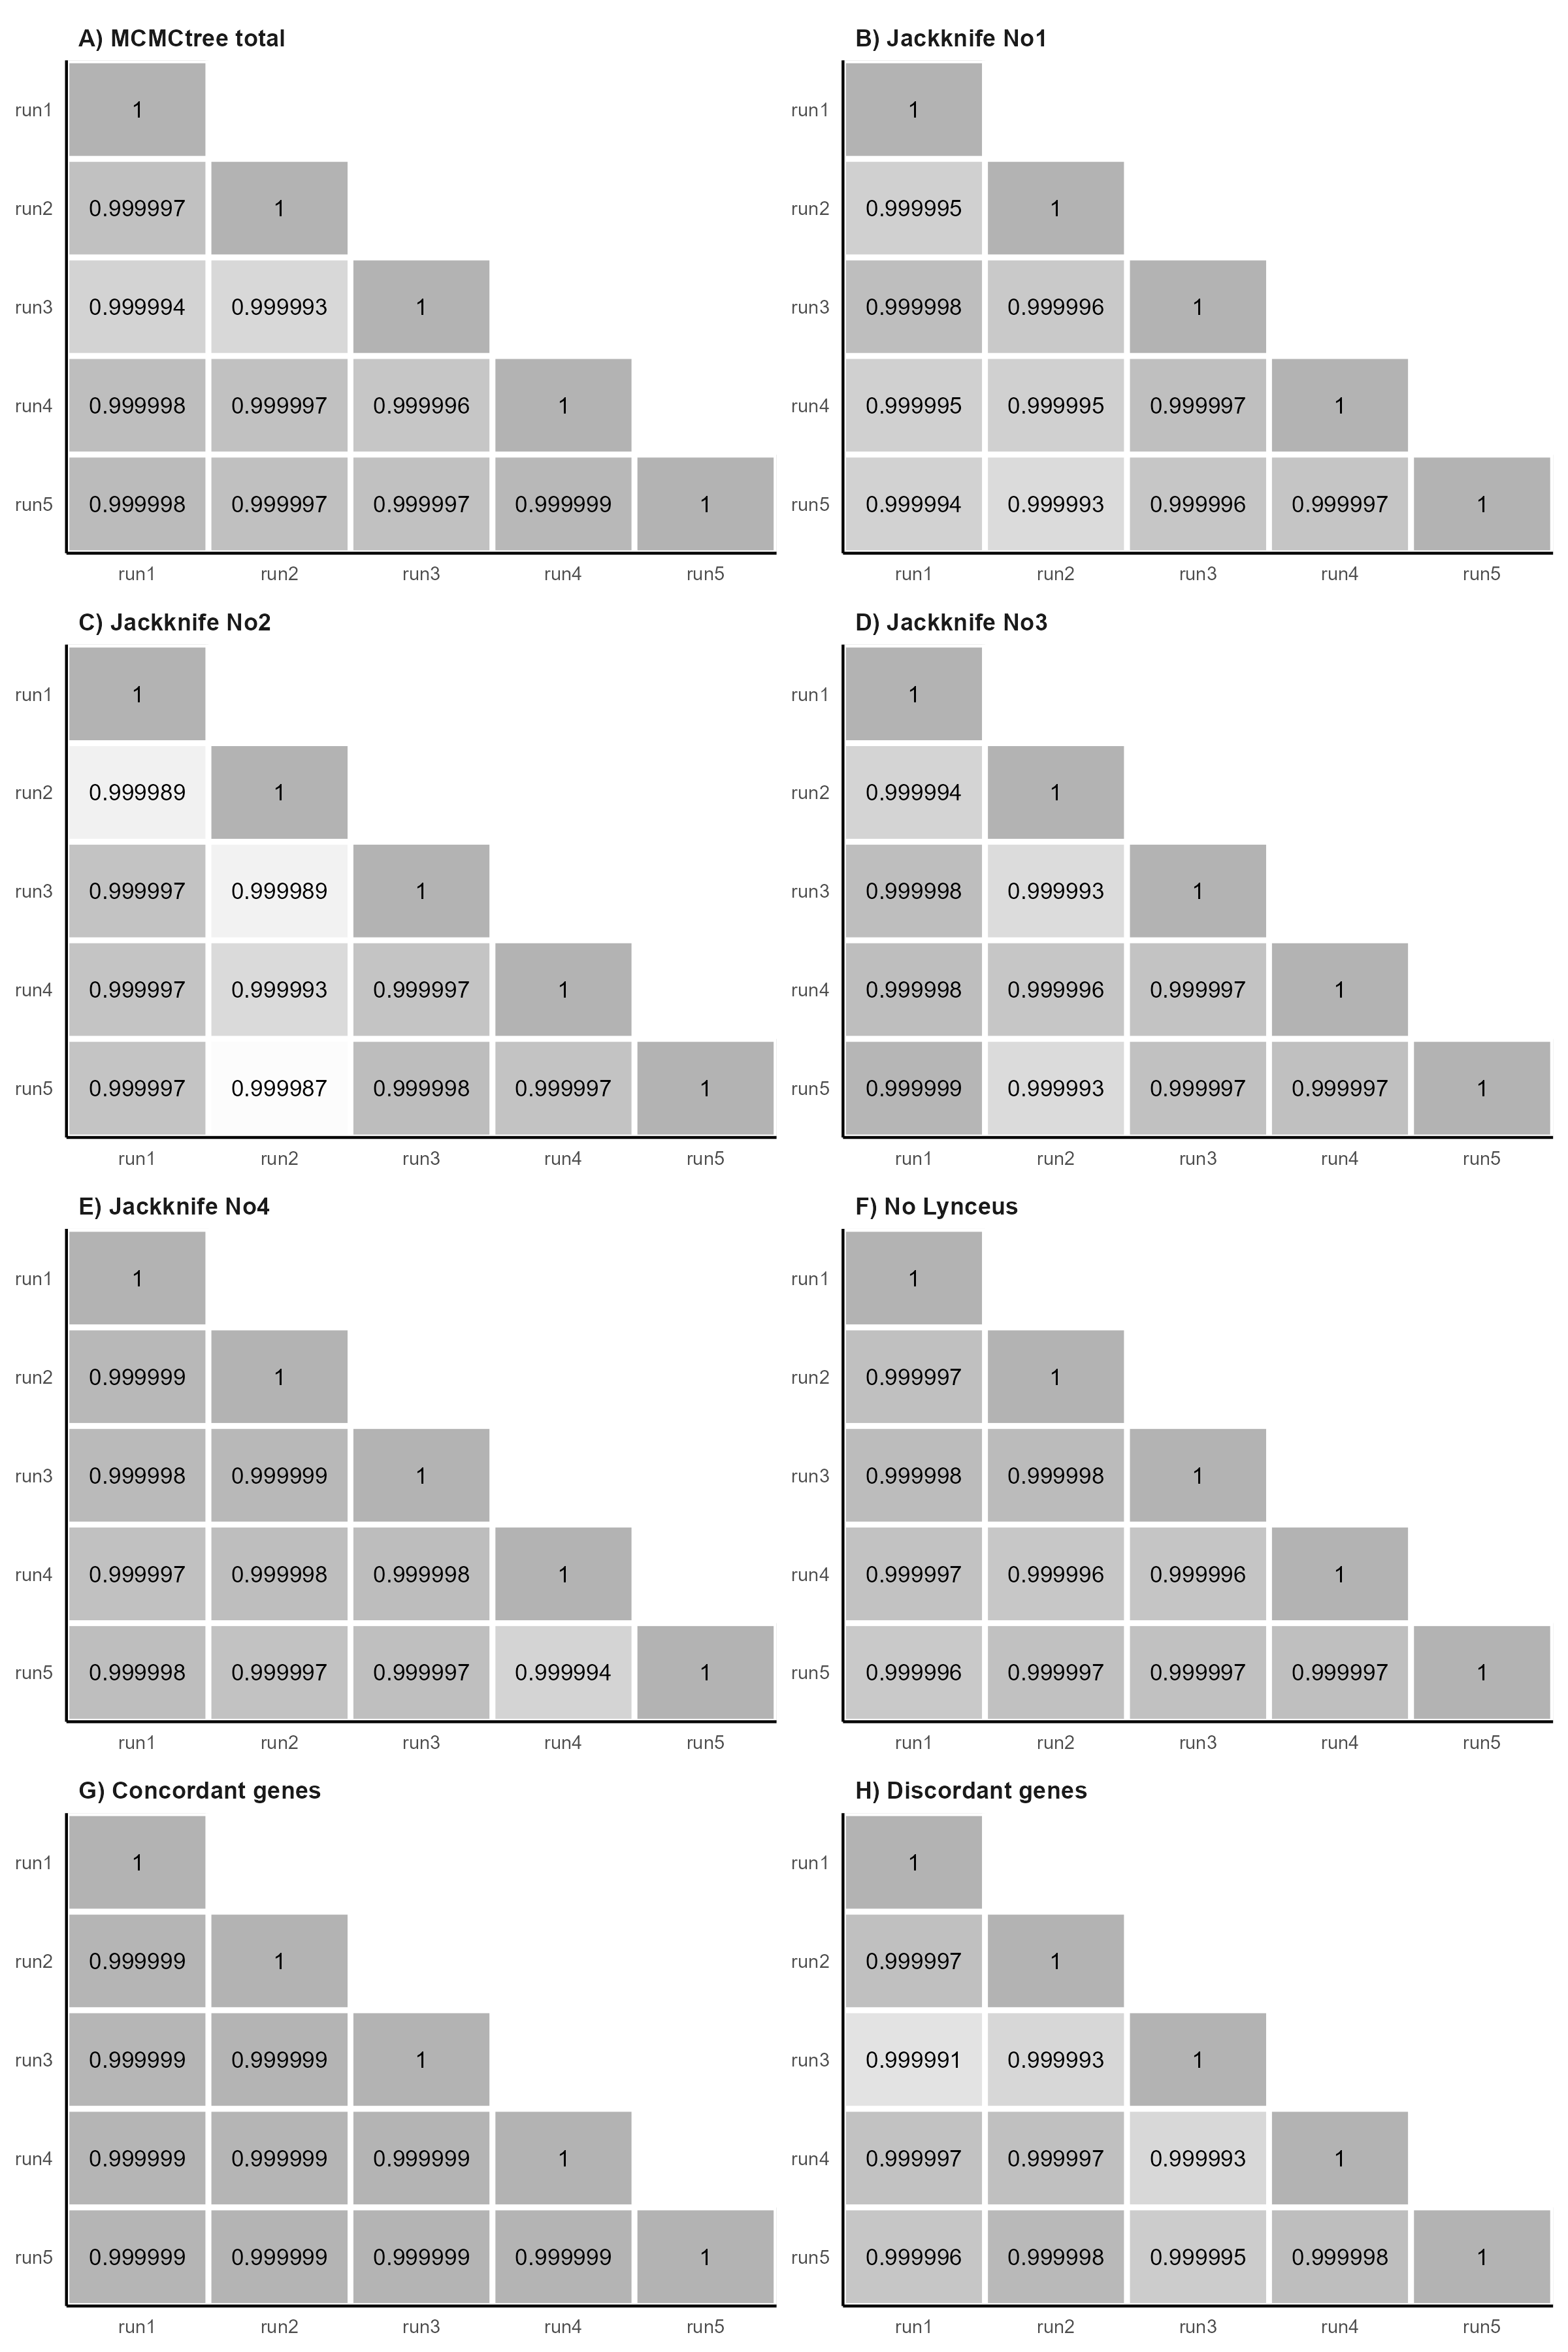 A) MCMCtree total
run1 1
run2 0.999997 1
run3 0.999994 0.999993 1
run4 0.999998 0.999997 0.999996 1
run5 0.999998 0.999997 0.999997 0.999999 1
run1 run2 run3 run4 run5
B) Jackknife No1
run1 1
run2 0.999995 1
run3 0.999998 0.999996 1
run4 0.999995 0.999995 0.999997 1
run5 0.999994 0.999993 0.999996 0.999997 1
run1 run2 run3 run4 run5
C) Jackknife No2
run1 1
run2 0.999989 1
run3 0.999997 0.999989 1
run4 0.999997 0.999993 0.999997 1
run5 0.999997 0.999987 0.999998 0.999997 1
run1 run2 run3 run4 run5
D) Jackknife No3
run1 1
run2 0.999994 1
run3 0.999998 0.999993 1
run4 0.999998 0.999996 0.999997 1
run5 0.999999 0.999993 0.999997 0.999997 1
run1 run2 run3 run4 run5
E) Jackknife No4
run1 1
run2 0.999999 1
run3 0.999998 0.999999 1
run4 0.999997 0.999998 0.999998 1
run5 0.999998 0.999997 0.999997 0.999994 1
run1 run2 run3 run4 run5
F) No Lynceus
run1 1
run2 0.999997 1
run3 0.999998 0.999998 1
run4 0.999997 0.999996 0.999996 1
run5 0.999996 0.999997 0.999997 0.999997 1
run1 run2 run3 run4 run5
G) Concordant genes
run1 1
run2 0.999999 1
run3 0.999999 0.999999 1
run4 0.999999 0.999999 0.999999 1
run5 0.999999 0.999999 0.999999 0.999999 1
run1 run2 run3 run4 run5
H) Discordant genes
run1 1
run2 0.999997 1
run3 0.999991 0.999993 1
run4 0.999997 0.999997 0.999993 1
run5 0.999996 0.999998 0.999995 0.999998 1
run1 run2 run3 run4 run5